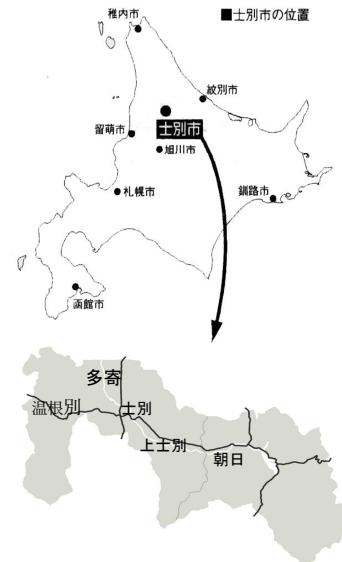 ■士別市の位置
稚内市
紋別市
留萌市
士別市
旭川市
札幌市
釧路市
函館市
多寄
温根別
士別
上士別
朝日